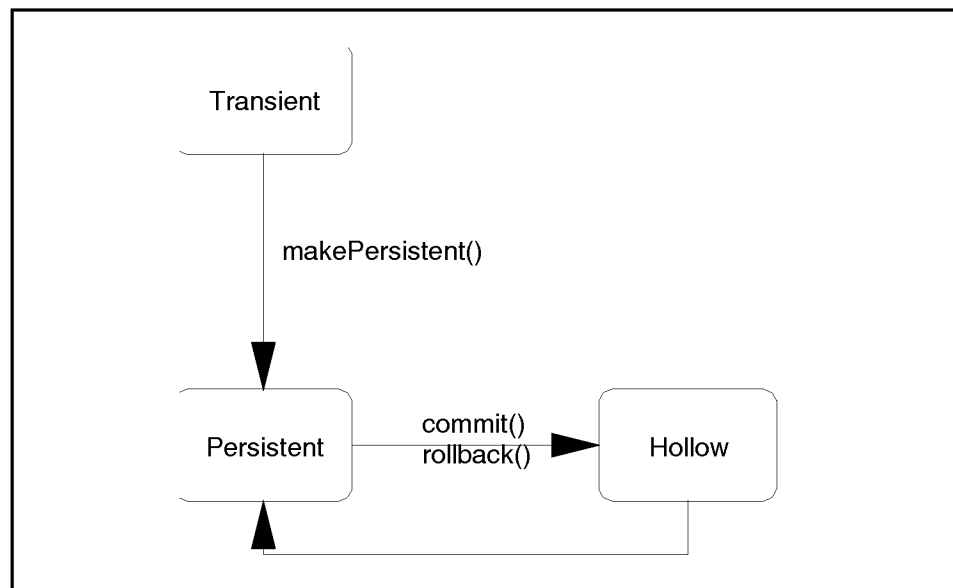 Transient
makePersistent()
commit()
rollback()
Persistent
Hollow